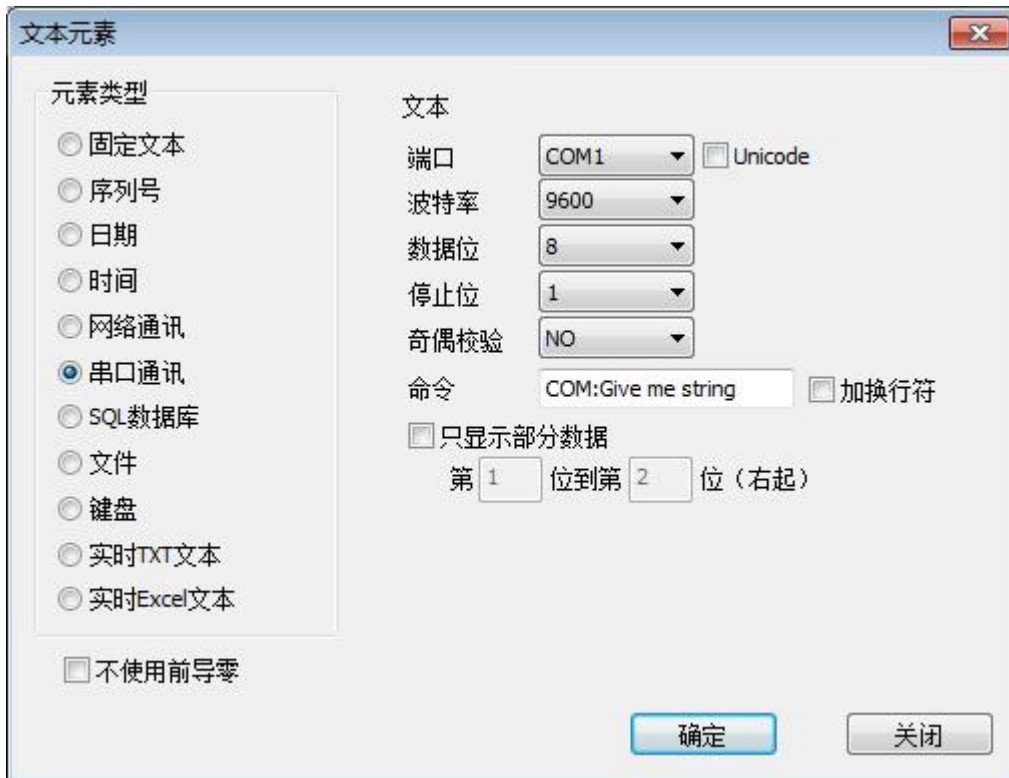 文本元素
元素类型
固定文本
序列号
日期
时间
网络通讯
串口通讯
SQL数据库
文件
键盘
实时TXT文本
实时Excel文本
不使用前导零
文本
端口 COM1 Unicode
波特率 9600
数据位 8
停止位 1
奇偶校验 NO
命令 COM:Give me string 加换行符
只显示部分数据
第 1 位到第 2 位（右起）
确定 关闭